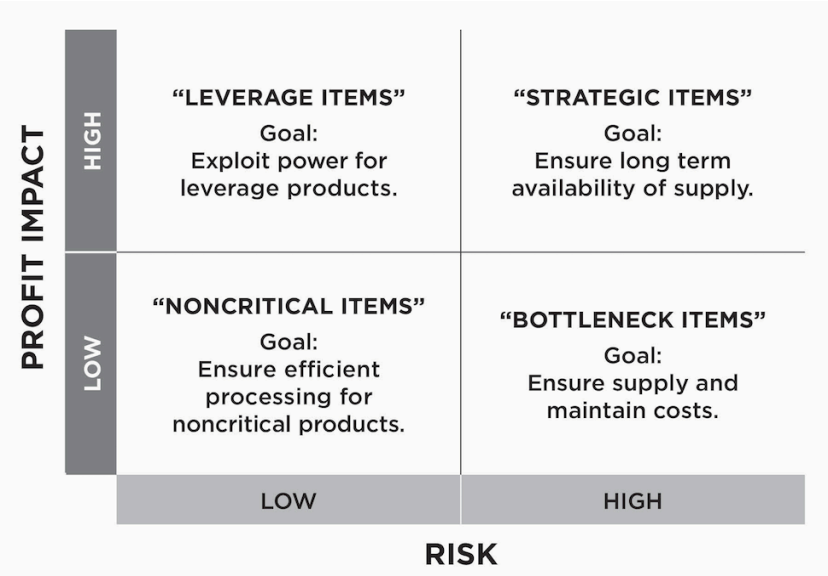 PROFIT IMPACT
HIGH
“LEVERAGE ITEMS”
Goal:
Exploit power for
leverage products.
“STRATEGIC ITEMS”
Goal:
Ensure long term
availability of supply.
LOW
“NONCRITICAL ITEMS”
Goal:
Ensure efficient
processing for
noncritical products.
“BOTTLENECK ITEMS”
Goal:
Ensure supply and
maintain costs.
LOW
HIGH
RISK